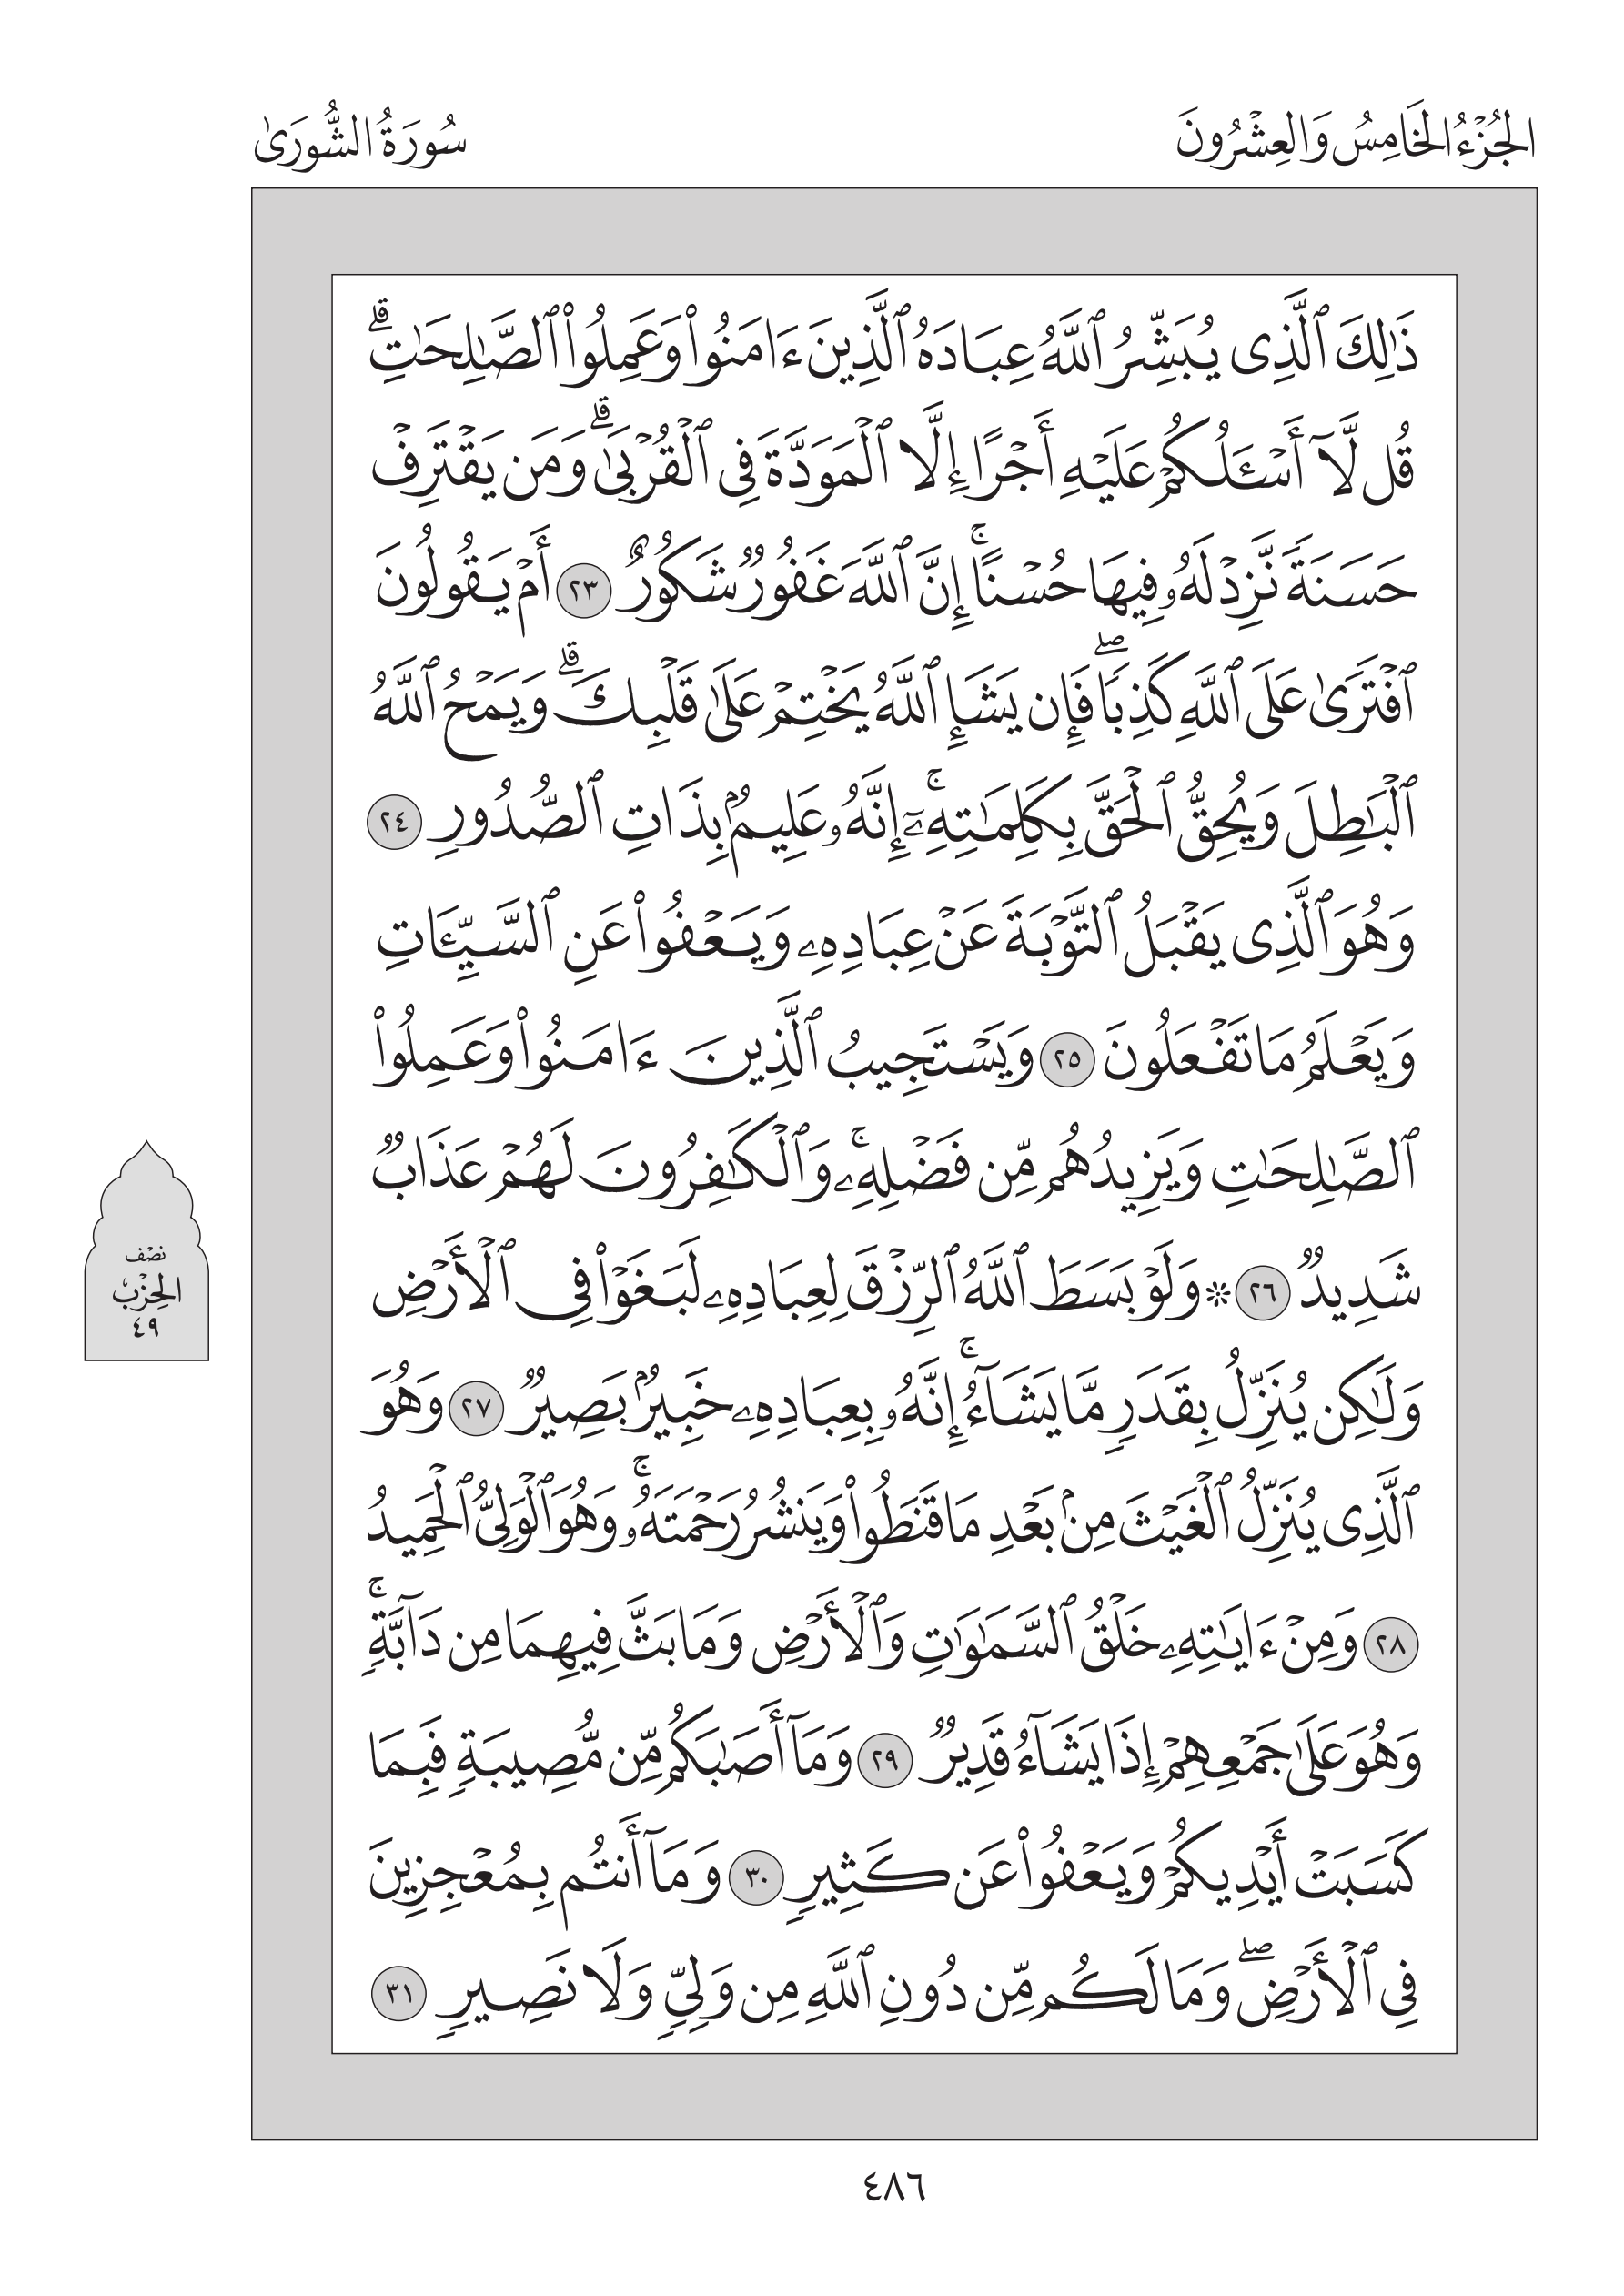 الجُزْءُ الخَامِسُ وَالعِشْرُونَ
سُورَةُ الشُّورَىٰ
ذَٰلِكَ ٱلَّذِى يُبَشِّرُ ٱللَّهُ عِبَادَهُ ٱلَّذِينَ ءَامَنُوا۟ وَعَمِلُوا۟ ٱلصَّـٰلِحَـٰتِ ۗ
قُل لَّآ أَسْـَٔلُكُمْ عَلَيْهِ أَجْرًا إِلَّا ٱلْمَوَدَّةَ فِى ٱلْقُرْبَىٰ ۗ وَمَن يَقْتَرِفْ
حَسَنَةً نَّزِدْ لَهُۥ فِيهَا حُسْنًا ۚ إِنَّ ٱللَّهَ غَفُورٌ شَكُورٌ ٢٣ أَمْ يَقُولُونَ
ٱفْتَرَىٰ عَلَى ٱللَّهِ كَذِبًا ۖ فَإِن يَشَإِ ٱللَّهُ يَخْتِمْ عَلَىٰ قَلْبِكَ ۗ وَيَمْحُ ٱللَّهُ
ٱلْبَـٰطِلَ وَيُحِقُّ ٱلْحَقَّ بِكَلِمَـٰتِهِۦٓ ۚ إِنَّهُۥ عَلِيمٌۢ بِذَاتِ ٱلصُّدُورِ ٢٤
وَهُوَ ٱلَّذِى يَقْبَلُ ٱلتَّوْبَةَ عَنْ عِبَادِهِۦ وَيَعْفُوا۟ عَنِ ٱلسَّيِّـَٔاتِ
وَيَعْلَمُ مَا تَفْعَلُونَ ٢٥ وَيَسْتَجِيبُ ٱلَّذِينَ ءَامَنُوا۟ وَعَمِلُوا۟
ٱلصَّـٰلِحَـٰتِ وَيَزِيدُهُم مِّن فَضْلِهِۦ ۚ وَٱلْكَـٰفِرُونَ لَهُمْ عَذَابٌ
شَدِيدٌ ٢٦ ۞ وَلَوْ بَسَطَ ٱللَّهُ ٱلرِّزْقَ لِعِبَادِهِۦ لَبَغَوْا۟ فِى ٱلْأَرْضِ
وَلَـٰكِن يُنَزِّلُ بِقَدَرٍ مَّا يَشَآءُ ۚ إِنَّهُۥ بِعِبَادِهِۦ خَبِيرٌۢ بَصِيرٌ ٢٧ وَهُوَ
ٱلَّذِى يُنَزِّلُ ٱلْغَيْثَ مِنۢ بَعْدِ مَا قَنَطُوا۟ وَيَنشُرُ رَحْمَتَهُۥ ۚ وَهُوَ ٱلْوَلِىُّ ٱلْحَمِيدُ
٢٨ وَمِنْ ءَايَـٰتِهِۦ خَلْقُ ٱلسَّمَـٰوَٰتِ وَٱلْأَرْضِ وَمَا بَثَّ فِيهِمَا مِن دَآبَّةٍ ۚ
وَهُوَ عَلَىٰ جَمْعِهِمْ إِذَا يَشَآءُ قَدِيرٌ ٢٩ وَمَآ أَصَـٰبَكُم مِّن مُّصِيبَةٍ فَبِمَا
كَسَبَتْ أَيْدِيكُمْ وَيَعْفُوا۟ عَن كَثِيرٍ ٣٠ وَمَآ أَنتُم بِمُعْجِزِينَ
فِى ٱلْأَرْضِ ۖ وَمَا لَكُم مِّن دُونِ ٱللَّهِ مِن وَلِىٍّ وَلَا نَصِيرٍ ٣١
نصف
الحِزْب
٤٩
٤٨٦